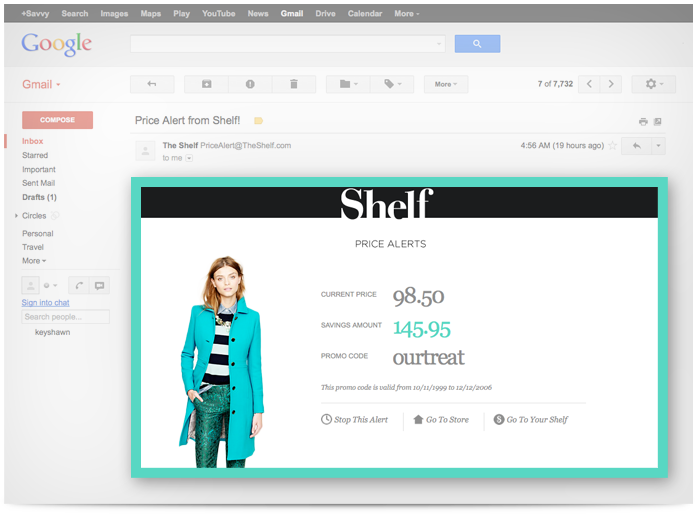 +Savvy Search Images Maps Play YouTube News Gmail Drive Calendar More
Google
Gmail
More
7 of 7,732
COMPOSE
Price Alert from Shelf!
Inbox
The Shelf PriceAlert@TheShelf.com
4:56 AM (19 hours ago)
to me
Starred
Important
Sent Mail
Drafts (1)
Circles
Personal
Travel
More
Sign into chat
Search people...
keyshawn
Shelf
PRICE ALERTS
CURRENT PRICE 98.50
SAVINGS AMOUNT 145.95
PROMO CODE ourtreat
This promo code is valid from 10/11/1999 to 12/12/2006
Stop This Alert Go To Store S Go To Your Shelf